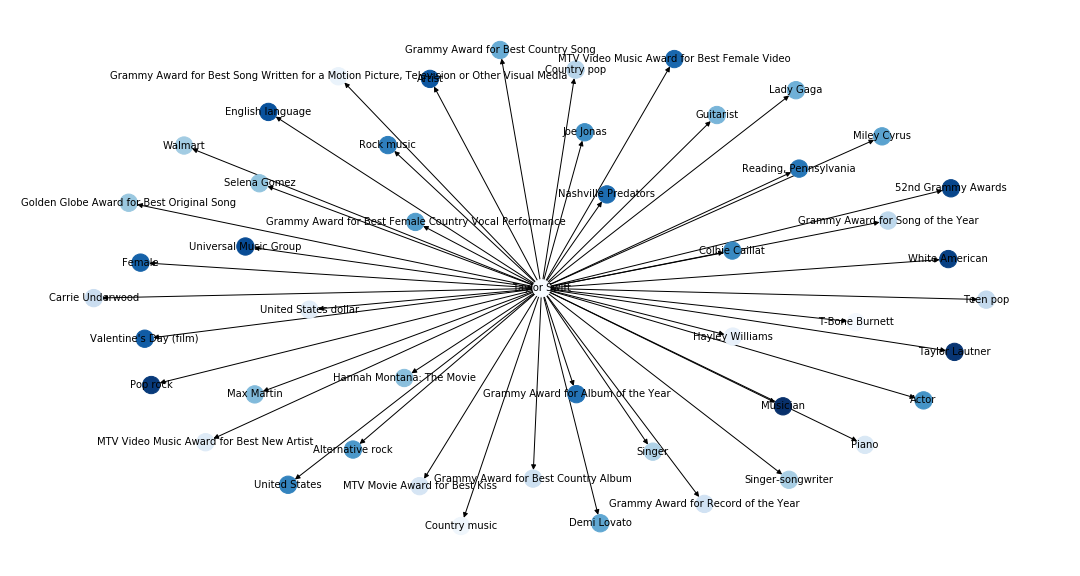 Grammy Award for Best Country Song
MTV Video Music Award for Best Female Video
Country pop
Grammy Award for Best Song Written for a Motion Picture, Television or Other Visual Media
Artist
Lady Gaga
English language
Guitarist
Joe Jonas
Miley Cyrus
Walmart
Rock music
Reading, Pennsylvania
Selena Gomez
52nd Grammy Awards
Nashville Predators
Golden Globe Award for Best Original Song
Grammy Award for Best Female Country Vocal Performance
Grammy Award for Song of the Year
Universal Music Group
Colbie Caillat
Female
White American
Taylor Swift
Carrie Underwood
Teen pop
United States dollar
T-Bone Burnett
Valentine's Day (film)
Hayley Williams
Taylor Lautner
Hannah Montana: The Movie
Pop rock
Max Martin
Grammy Award for Album of the Year
Actor
Musician
MTV Video Music Award for Best New Artist
Alternative rock
Singer
Piano
United States
MTV Movie Award for Best Kiss
Grammy Award for Best Country Album
Singer-songwriter
Grammy Award for Record of the Year
Country music
Demi Lovato